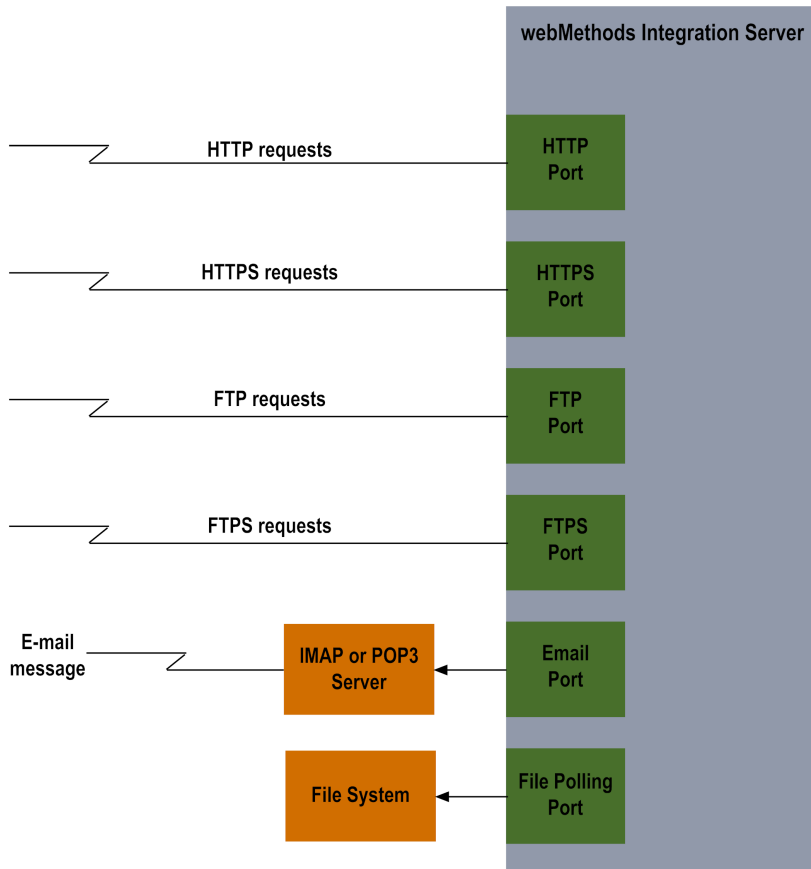 webMethods Integration Server
HTTP requests
HTTP
Port
HTTPS requests
HTTPS
Port
FTP requests
FTP
Port
FTPS requests
FTPS
Port
E-mail
message
IMAP or POP3
Server
Email
Port
File System
File Polling
Port